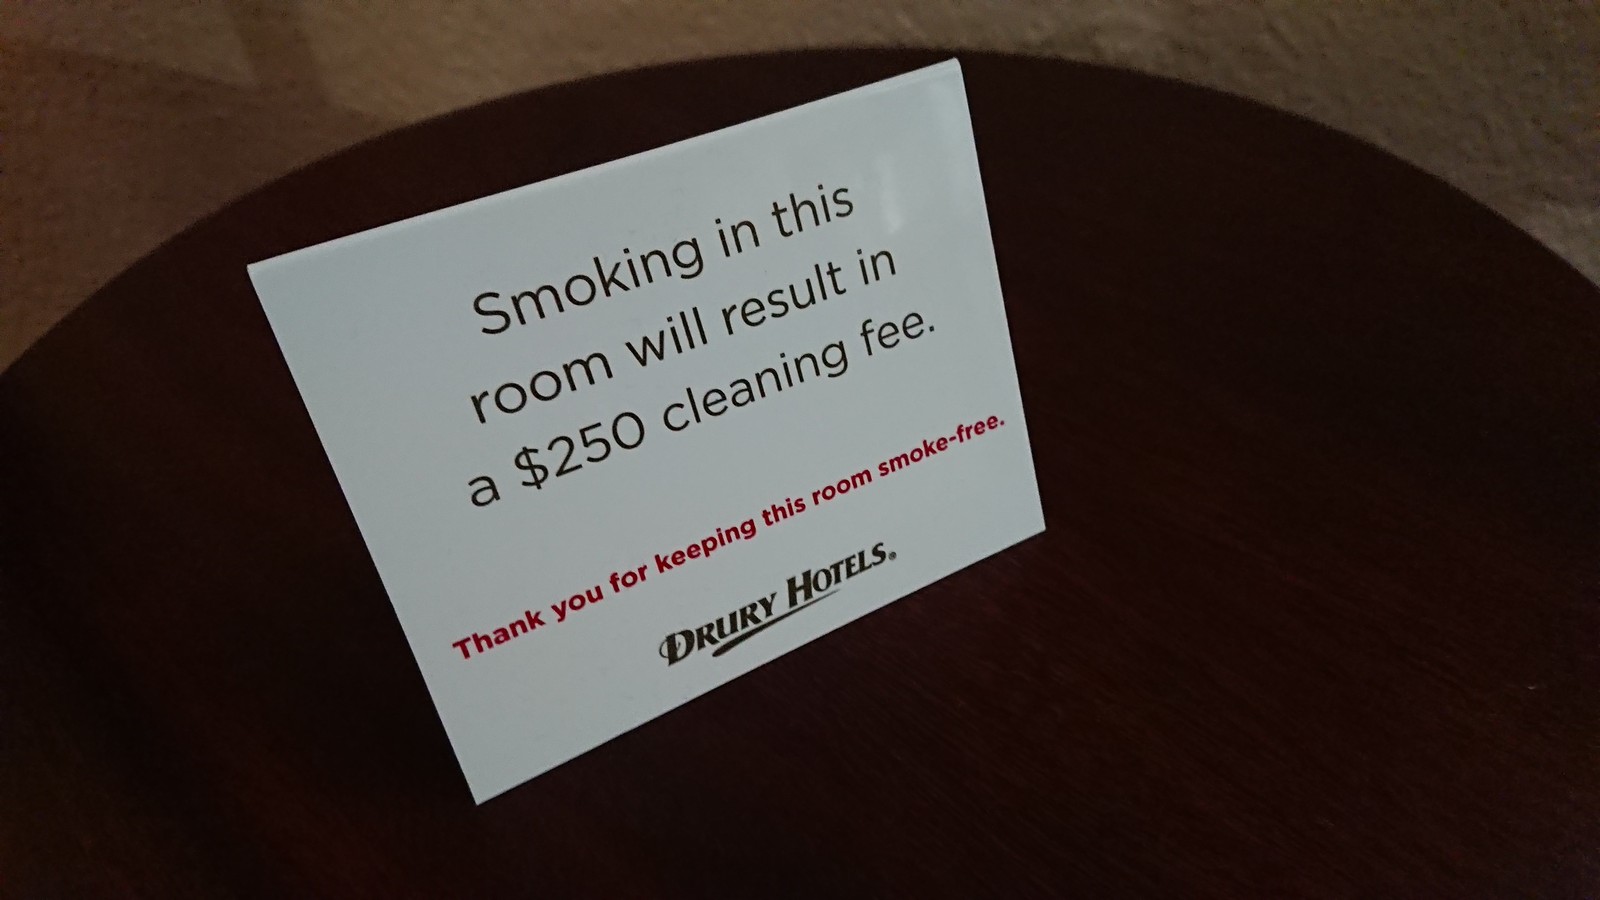 Smoking in this
room will result in
a $250 cleaning fee.
Thank you for keeping this room smoke-free.
DRURY HOTELS®